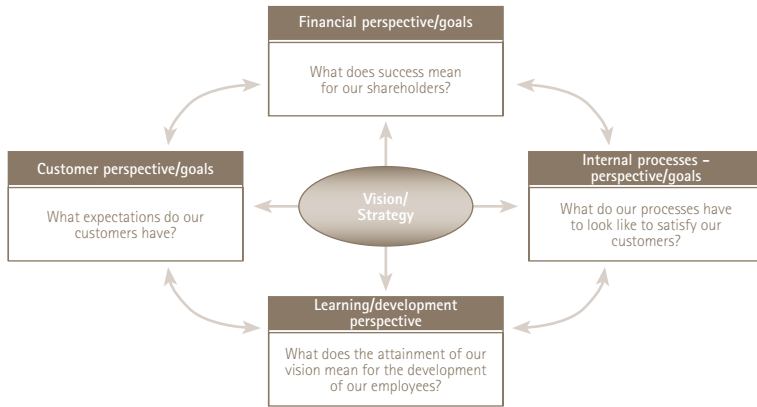 Financial perspective/goals
What does success mean
for our shareholders?
Customer perspective/goals
What expectations do our
customers have?
Vision/
Strategy
Internal processes –
perspective/goals
What do our processes have
to look like to satisfy our
customers?
Learning/development
perspective
What does the attainment of our
vision mean for the development
of our employees?